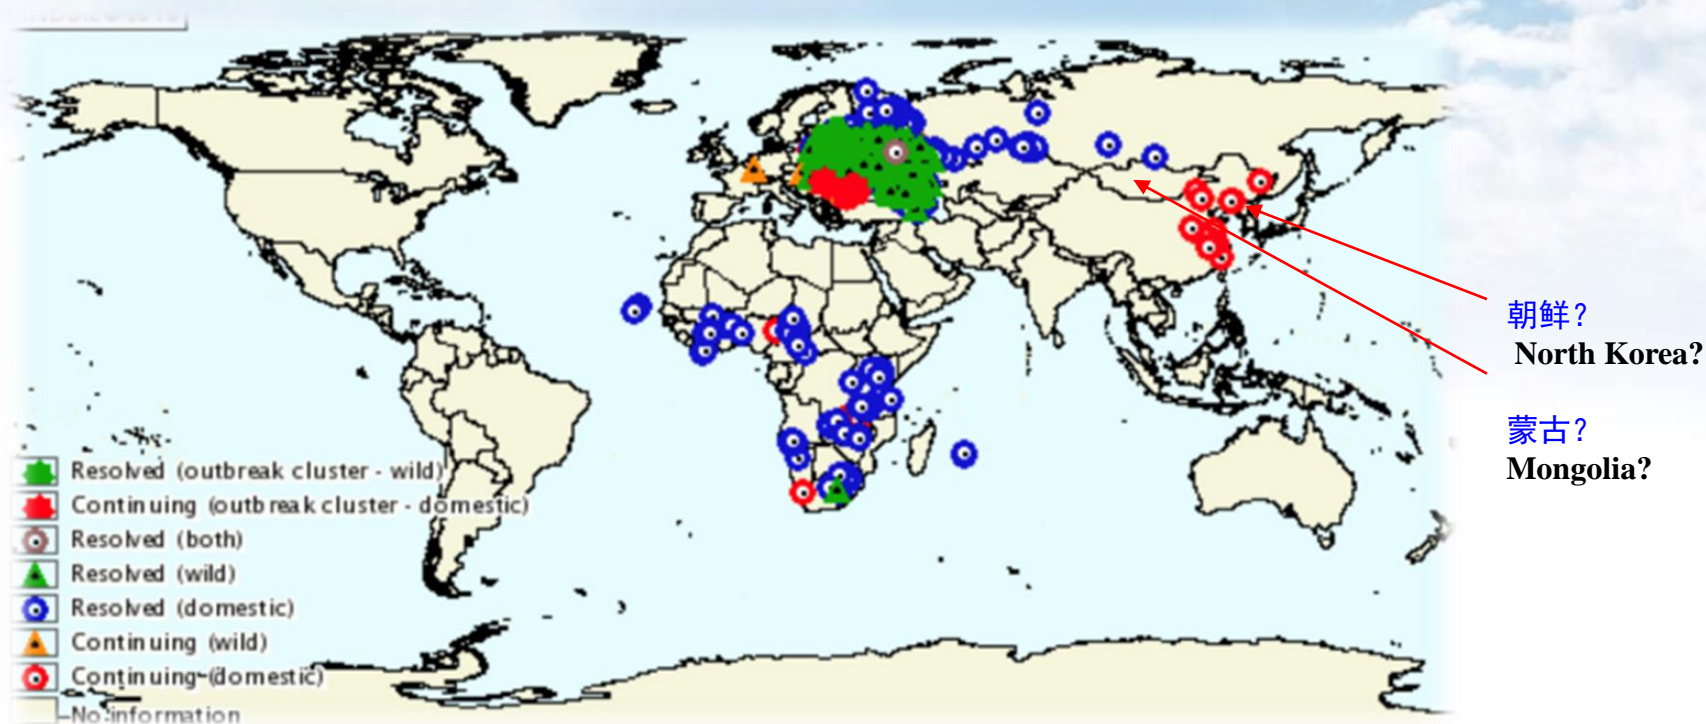 Resolved (outbreak cluster - wild)
Continuing (outbreak cluster - domestic)
Resolved (both)
Resolved (wild)
Resolved (domestic)
Continuing (wild)
Continuing (domestic)
No information
朝鲜?
North Korea?
蒙古?
Mongolia?